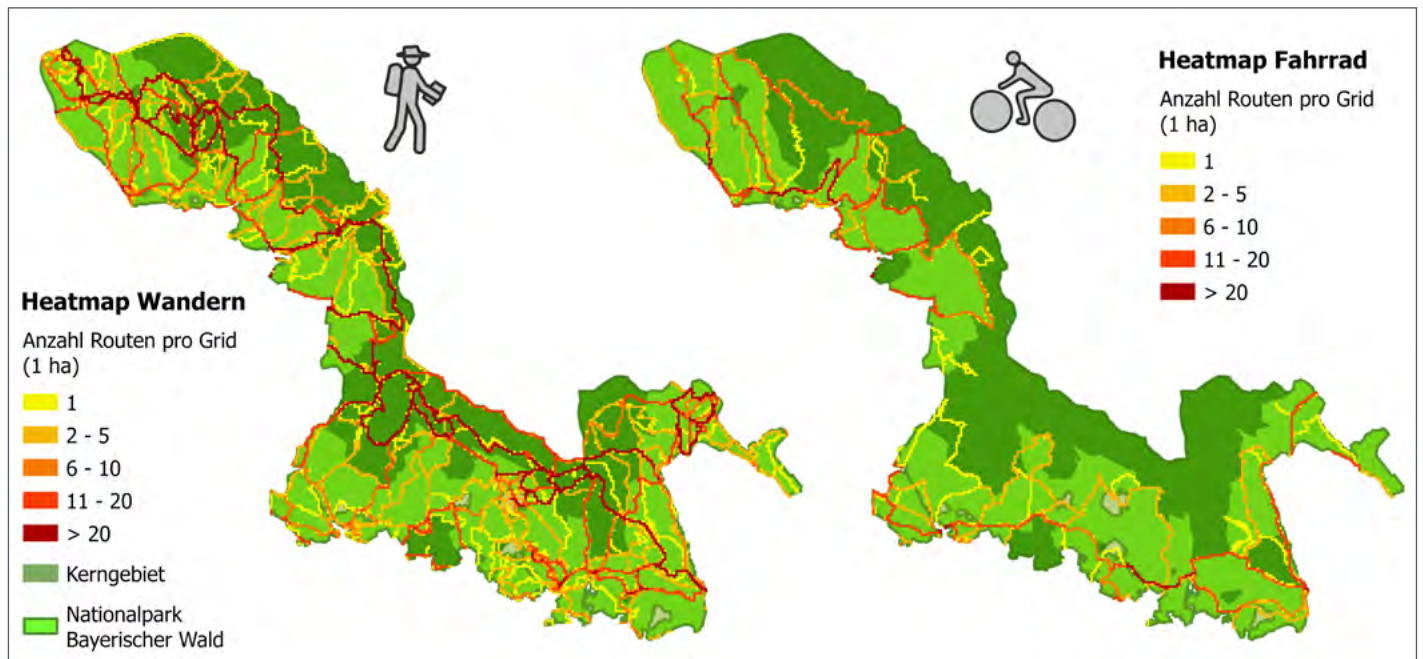 Heatmap Wandern
Anzahl Routen pro Grid
(1 ha)
1
2 - 5
6 - 10
11 - 20
> 20
Kerngebiet
Nationalpark
Bayerischer Wald
Heatmap Fahrrad
Anzahl Routen pro Grid
(1 ha)
1
2 - 5
6 - 10
11 - 20
> 20